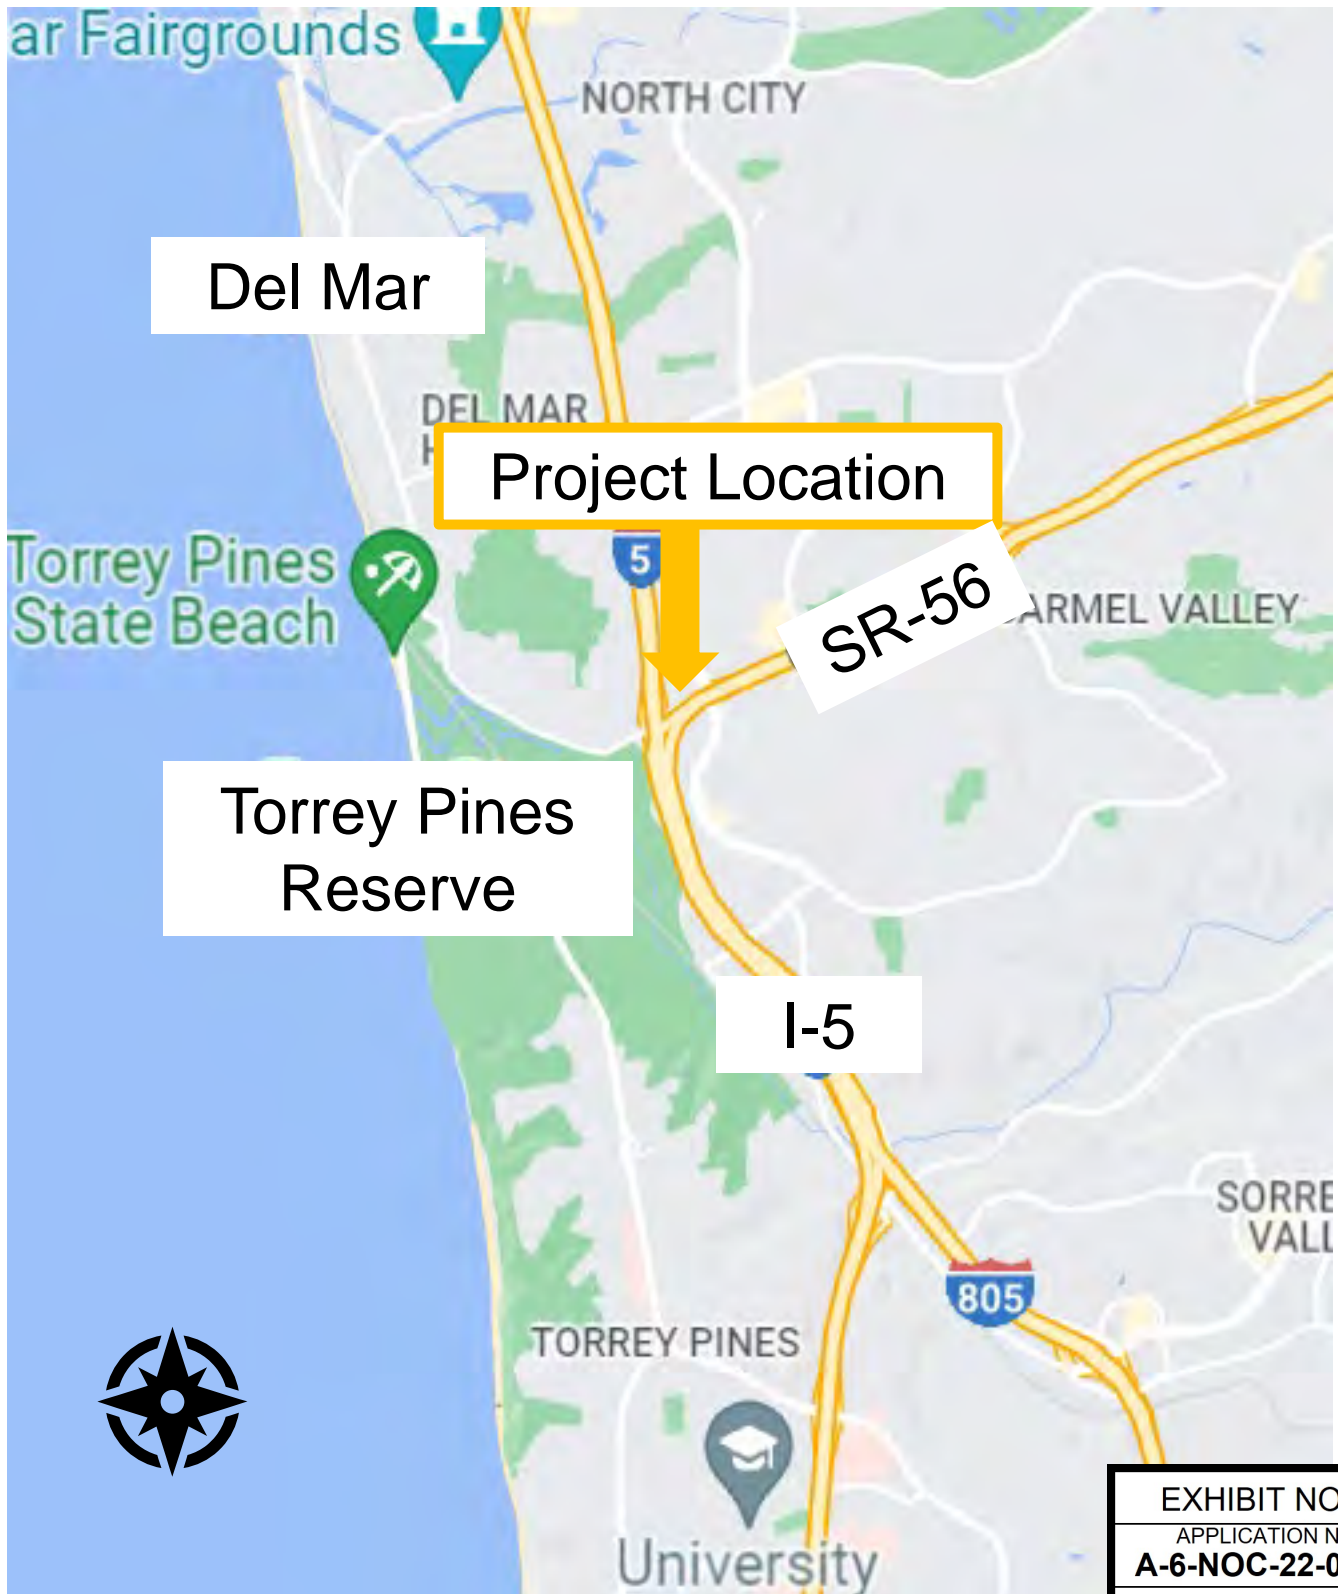 ar Fairgrounds
NORTH CITY
Del Mar
DEL MAR
Project Location
5
Torrey Pines
State Beach
SR-56
ARMEL VALLEY
Torrey Pines
Reserve
I-5
SORRE
VALL
805
TORREY PINES
University
EXHIBIT NO
APPLICATION N
A-6-NOC-22-0